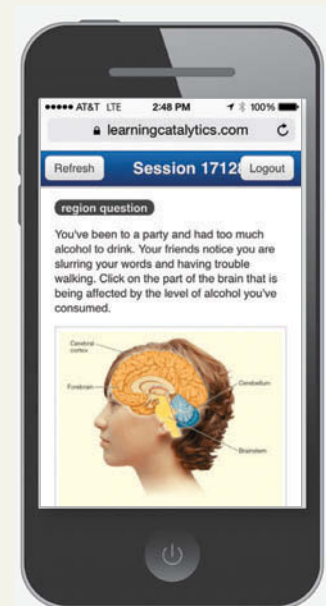 AT&T LTE 2:48 PM 100%
learningcatalytics.com
Refresh Session 17128 Logout
region question
You've been to a party and had too much
alcohol to drink. Your friends notice you are
slurring your words and having trouble
walking. Click on the part of the brain that is
being affected by the level of alcohol you've
consumed.
Cerebral
cortex
Forebrain
Cerebellum
Brainstem